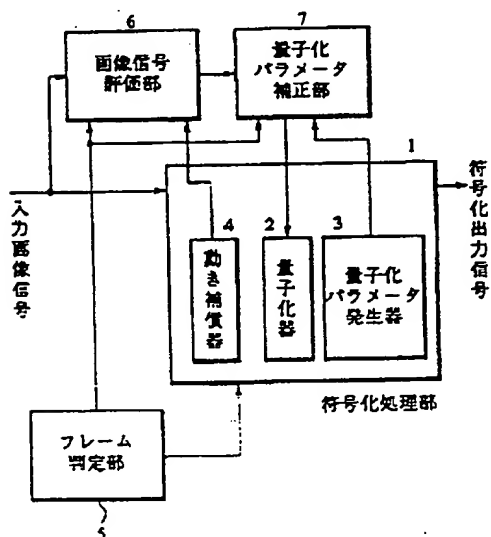 6
画像信号
評価部
7
量子化
パラメータ
補正部
1
符号化出力信号
入力画像信号
4
動き補償器
2
量子化器
3
量子化
パラメータ
発生器
符号化処理部
フレーム
判定部
5